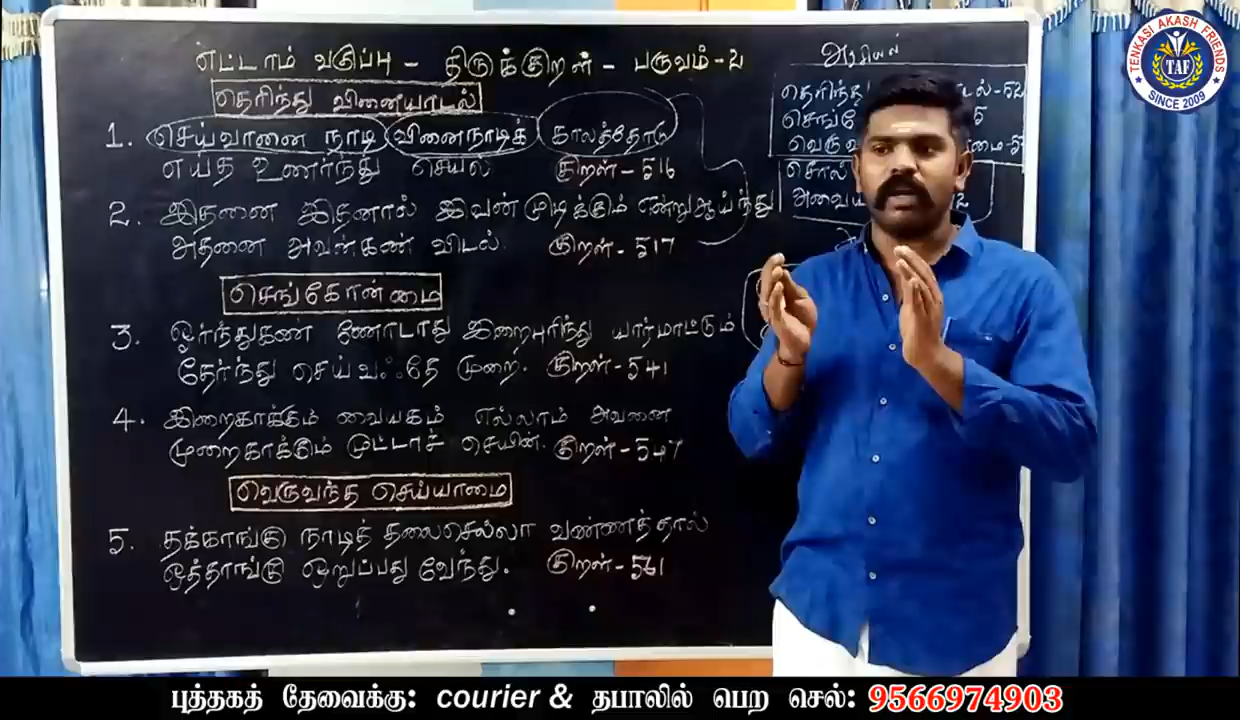 எட்டாம் வகுப்பு - திருக்குறள் - பருவம் - 2
தெரிந்து வினையாடல்
1. செய்வானை நாடி வினைநாடிக் காலத்தோடு
எய்த உணர்ந்து செயல் குறள் - 516
2. இதனை இதனால் இவன்முடிக்கும் என்றுஆய்ந்து
அதனை அவன்கண் விடல். குறள் - 517
செங்கோன்மை
3. ஓர்ந்துகண் ணோடாது இறைபுரிந்து யார்மாட்டும்
தேர்ந்து செய்வஃதே முறை. குறள் - 541
4. இறைகாக்கும் வையகம் எல்லாம் அவனை
முறைகாக்கும் முட்டாச் செயின். குறள் - 547
வெருவந்த செய்யாமை
5. தக்காங்கு நாடித் தலைசெல்லா வண்ணத்தால்
ஒத்தாங்கு ஒறுப்பது வேந்து. குறள் - 561
அரசியல்
TENKASI AKASH FRIENDS
TAF
SINCE 2009
புத்தகத் தேவைக்கு: courier & தபாலில் பெற செல்: 9566974903